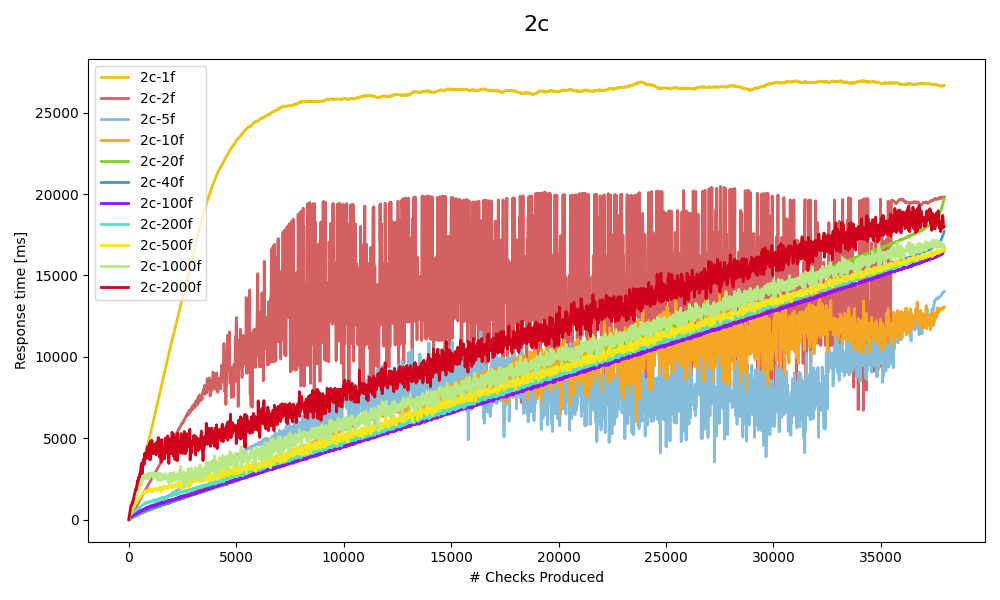 2c
2c-1f
2c-2f
2c-5f
2c-10f
2c-20f
2c-40f
2c-100f
2c-200f
2c-500f
2c-1000f
2c-2000f
Response time [ns]
25000
20000
15000
10000
5000
0
0 5000 10000 15000 20000 25000 30000 35000
# Checks Produced